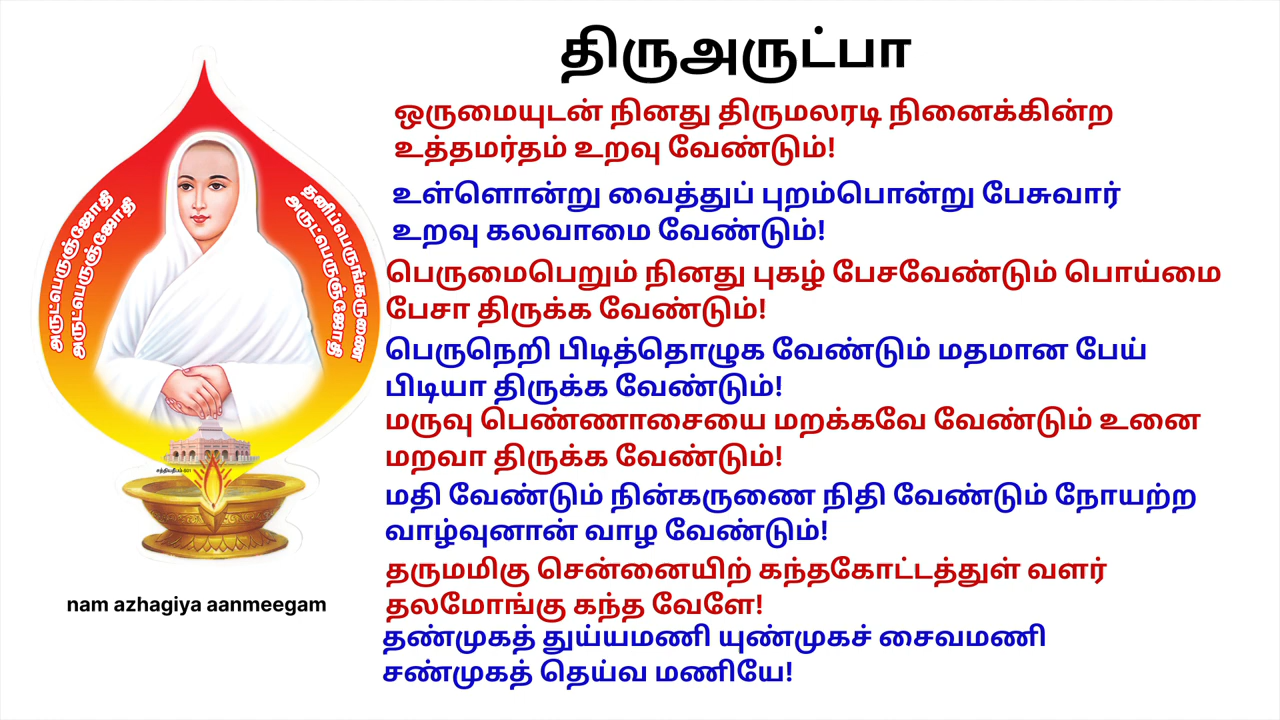 திருஅருட்பா
ஒருமையுடன் நினது திருமலரடி நினைக்கின்ற
உத்தமர்தம் உறவு வேண்டும்!
உள்ளொன்று வைத்துப் புறம்பொன்று பேசுவார்
உறவு கலவாமை வேண்டும்!
பெருமைபெறும் நினது புகழ் பேசவேண்டும் பொய்மை
பேசா திருக்க வேண்டும்!
பெருநெறி பிடித்தொழுக வேண்டும் மதமான பேய்
பிடியா திருக்க வேண்டும்!
மருவு பெண்ணாசையை மறக்கவே வேண்டும் உனை
மறவா திருக்க வேண்டும்!
மதி வேண்டும் நின்கருணை நிதி வேண்டும் நோயற்ற
வாழ்வுனான் வாழ வேண்டும்!
தருமமிகு சென்னையிற் கந்தகோட்டத்துள் வளர்
தலமோங்கு கந்த வேளே!
தண்முகத் துய்யமணி யுண்முகச் சைவமணி
சண்முகத் தெய்வ மணியே!
அருட்பெருஞ்ஜோதி
அருட்பெருஞ்ஜோதி
தனிப்பெருங்கருணை
அருட்பெருஞ்ஜோதி
nam azhagiya aanmeegam